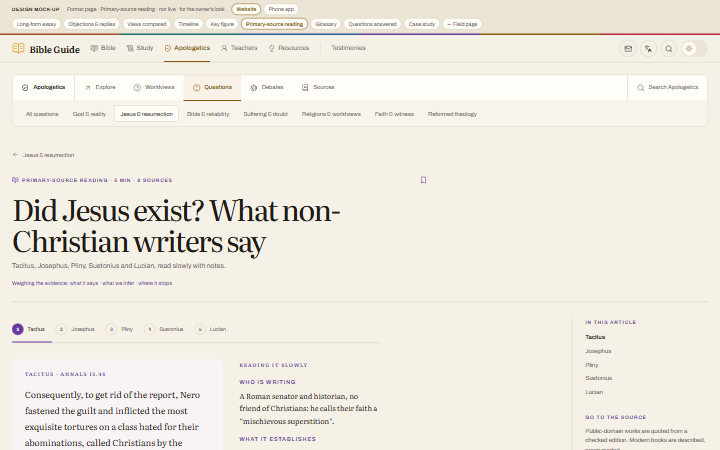 DESIGN MOCK-UP Format page · Primary-source reading · not live · for the owner's look Website Phone app
Long-form essay Objections & replies Views compared Timeline Key figure Primary-source reading Glossary Questions answered Case study ← Field page
Bible Guide Bible Study Apologetics Teachers Resources Testimonies
Apologetics Explore Worldviews Questions Debates Sources Search Apologetics
All questions God & reality Jesus & resurrection Bible & reliability Suffering & doubt Religions & worldviews Faith & witness Reformed theology
← Jesus & resurrection
PRIMARY-SOURCE READING · 5 MIN · 8 SOURCES
Did Jesus exist? What non-
Christian writers say
Tacitus, Josephus, Pliny, Suetonius and Lucian, read slowly with notes.
Weighing the evidence: what it says · what we infer · where it stops
1 Tacitus 2 Josephus 3 Pliny 4 Suetonius 5 Lucian
TACITUS · ANNALS 15.44
Consequently, to get rid of the report, Nero
fastened the guilt and inflicted the most
exquisite tortures on a class hated for their
abominations, called Christians by the
READING IT SLOWLY
WHO IS WRITING
A Roman senator and historian, no
friend of Christians: he calls their faith a
"mischievous superstition".
WHAT IT ESTABLISHES
IN THIS ARTICLE
Tacitus
Josephus
Pliny
Suetonius
Lucian
GO TO THE SOURCE
Public-domain works are quoted from a
checked edition. Modern books are described,